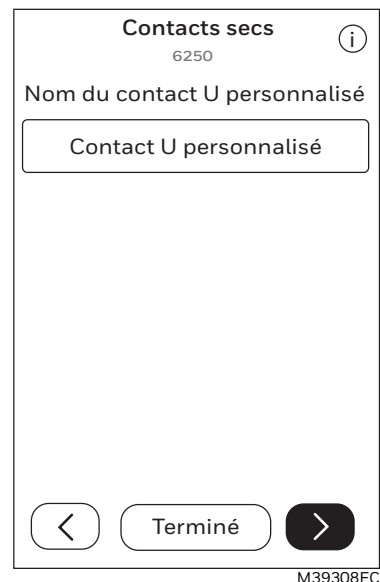 Contacts secs
6250
Nom du contact U personnalisé
Contact U personnalisé
Terminé
M39308FC